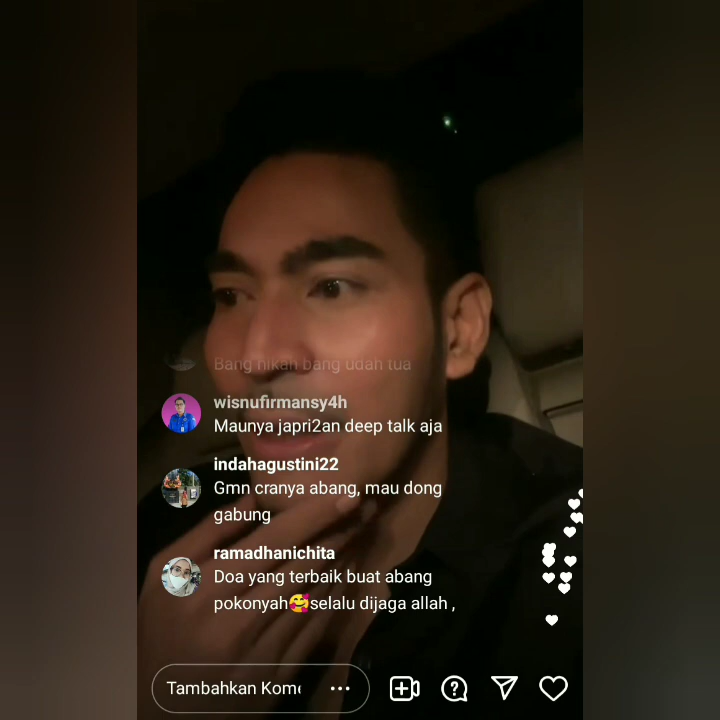 Bang nikah bang udah tua
wisnufirmansy4h
Maunya japri2an deep talk aja
indahagustini22
Gmn cranya abang, mau dong
gabung
ramadhanichita
Doa yang terbaik buat abang
pokonyah🥰selalu dijaga allah ,
Tambahkan Kome